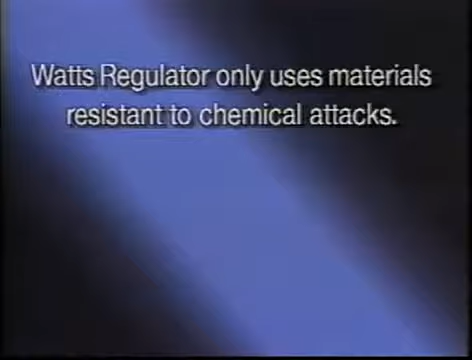 Watts Regulator only uses materials
resistant to chemical attacks.